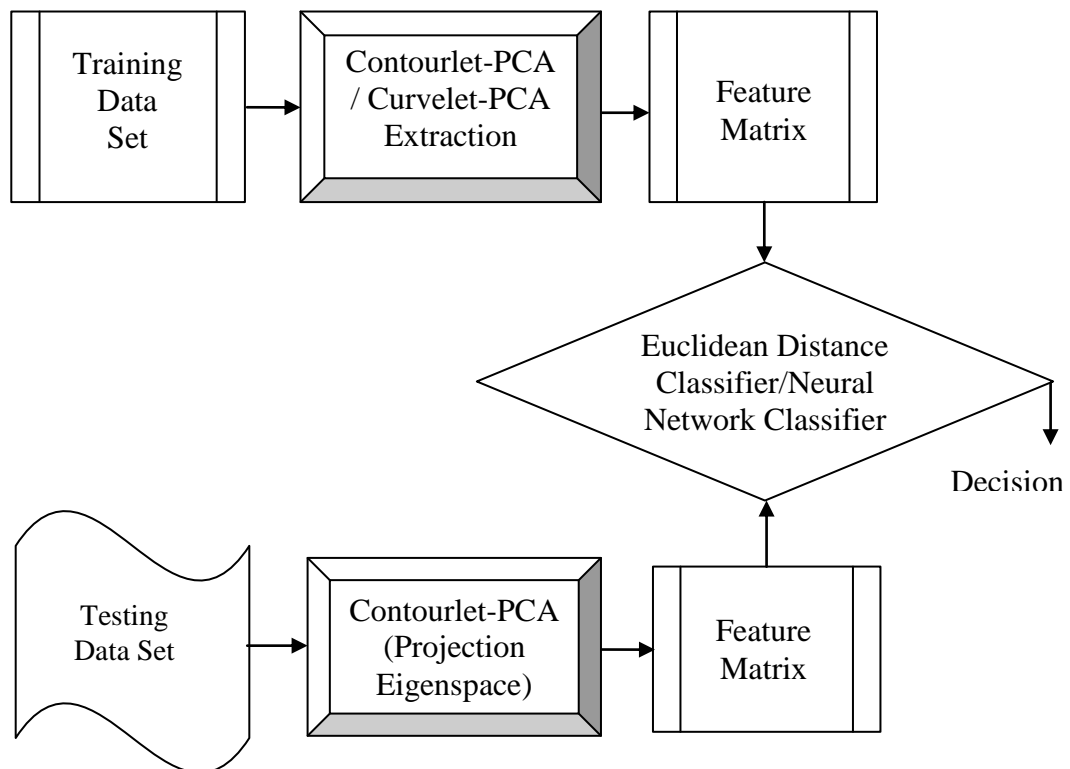 Training
Data
Set
Contourlet-PCA
/ Curvelet-PCA
Extraction
Feature
Matrix
Euclidean Distance
Classifier/Neural
Network Classifier
Decision
Testing
Data Set
Contourlet-PCA
(Projection
Eigenspace)
Feature
Matrix